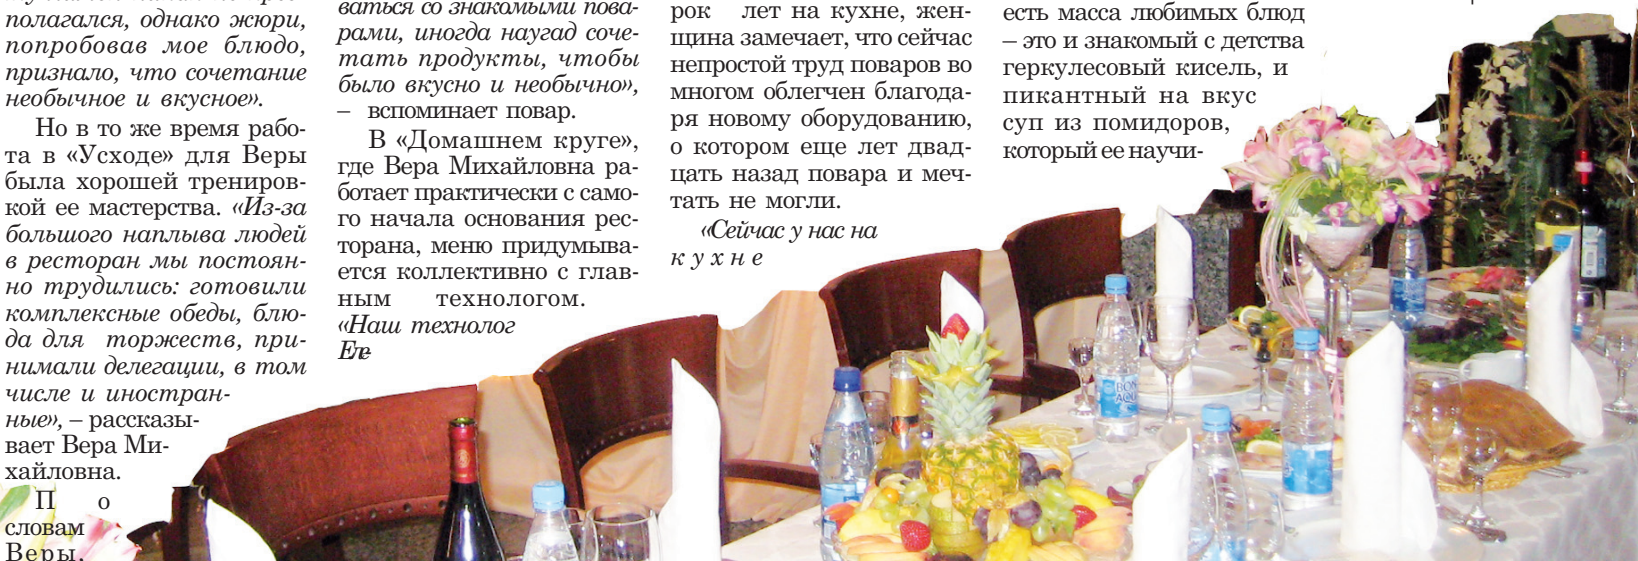 полагался, однако жюри,
попробовав мое блюдо,
признало, что сочетание
необычное и вкусное».
Но в то же время рабо-
та в «Усходе» для Веры
была хорошей трениров-
кой ее мастерства. «Из-за
большого наплыва людей
в ресторан мы постоян-
но трудились: готовили
комплексные обеды, блю-
да для торжеств, при-
нимали делегации, в том
числе и иностран-
ные», – рассказы-
вает Вера Ми-
хайловна.
По
словам
Веры,
ваться со знакомыми пова-
рами, иногда наугад соче-
тать продукты, чтобы
было вкусно и необычно»,
– вспоминает повар.
В «Домашнем круге»,
где Вера Михайловна ра-
ботает практически с само-
го начала основания рес-
торана, меню придумыва-
ется коллективно с глав-
ным технологом.
«Наш технолог
Еле-
рок лет на кухне, жен-
щина замечает, что сейчас
непростой труд поваров во
многом облегчен благода-
ря новому оборудованию,
о котором еще лет двад-
цать назад повара и меч-
тать не могли.
«Сейчас у нас на
кухне
есть масса любимых блюд
– это и знакомый с детства
геркулесовый кисель, и
пикантный на вкус
суп из помидоров,
который ее научи-
BON
AQUA